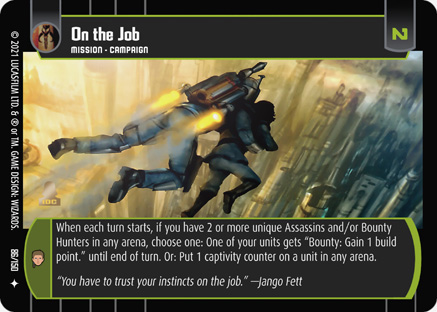 On the Job
MISSION - CAMPAIGN
N
© 2021 LUCASFILM LTD. & ® or TM. GAME DESIGN: WIZARDS.
When each turn starts, if you have 2 or more unique Assassins and/or Bounty
Hunters in any arena, choose one: One of your units gets “Bounty: Gain 1 build
point.” until end of turn. Or: Put 1 captivity counter on a unit in any arena.
“You have to trust your instincts on the job.” —Jango Fett